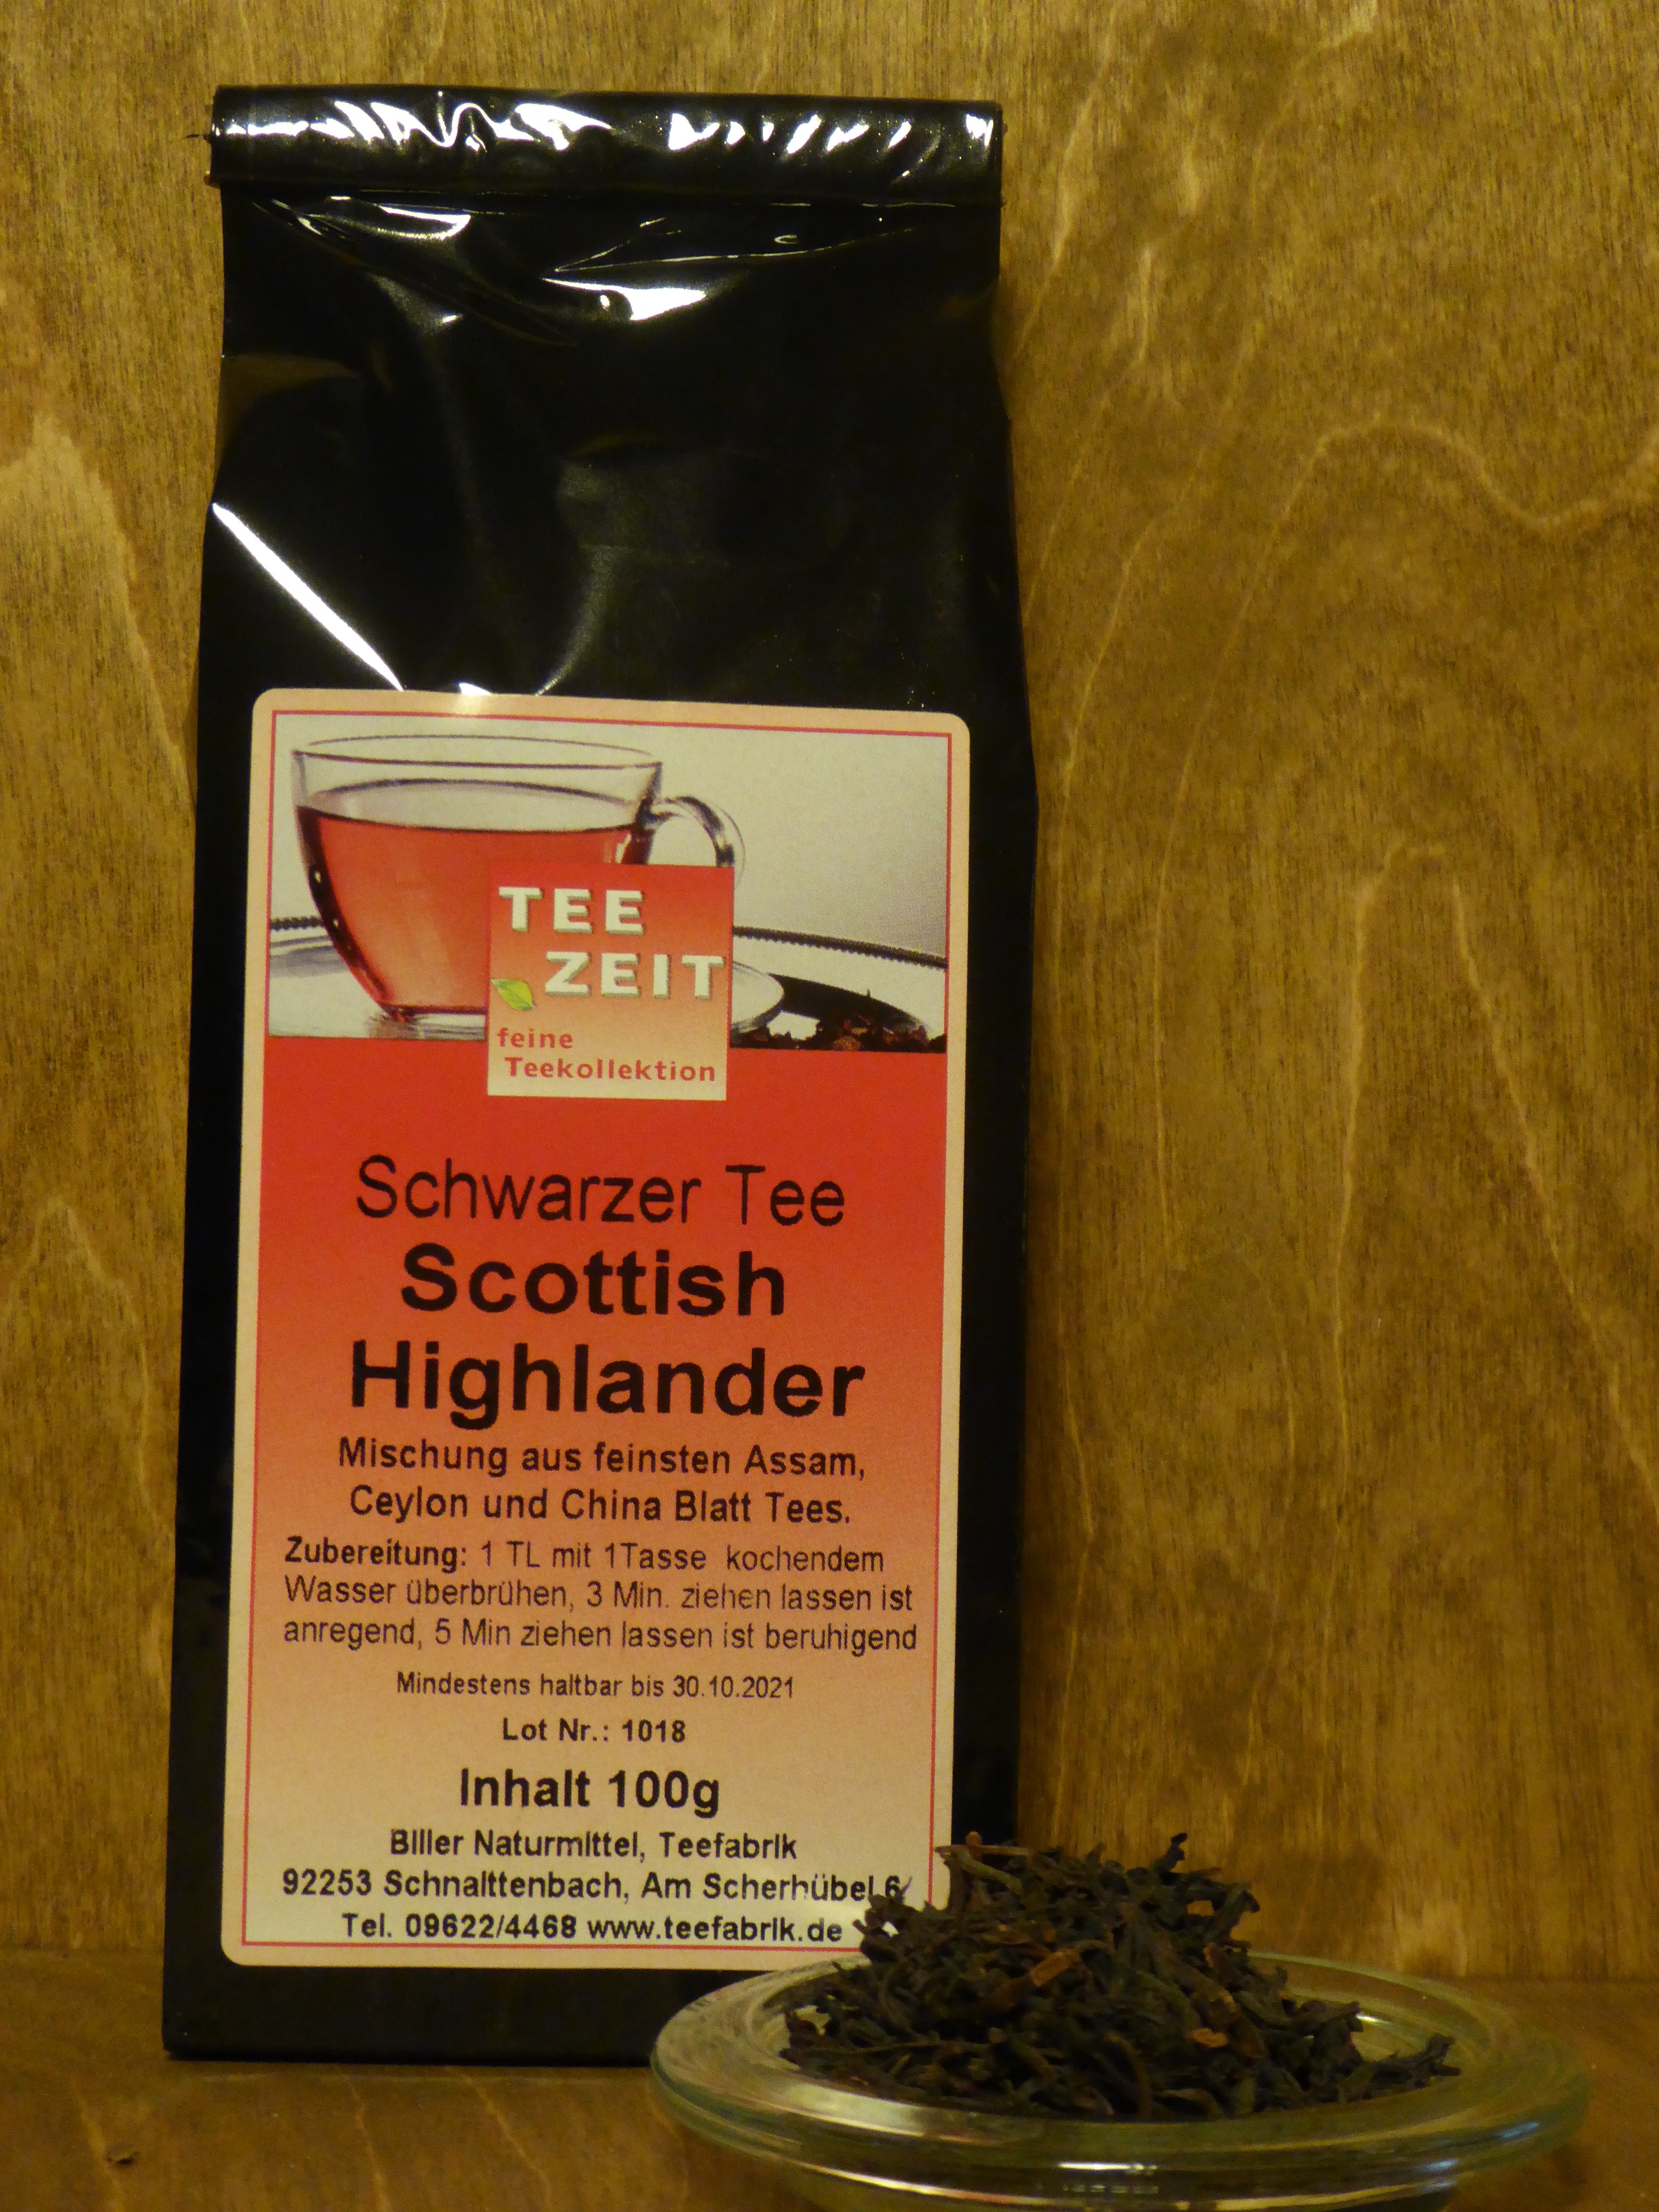 TEE
ZEIT
feine
Teekollektion
Schwarzer Tee
Scottish
Highlander
Mischung aus feinsten Assam,
Ceylon und China Blatt Tees.
Zubereitung: 1 TL mit 1Tasse kochendem
Wasser überbrühen, 3 Min. ziehen lassen ist
anregend, 5 Min ziehen lassen ist beruhigend
Mindestens haltbar bis 30.10.2021
Lot Nr.: 1018
Inhalt 100g
Biller Naturmittel, Teefabrik
92253 Schnaittenbach, Am Scherhübel 6
Tel. 09622/4468 www.teefabrik.de